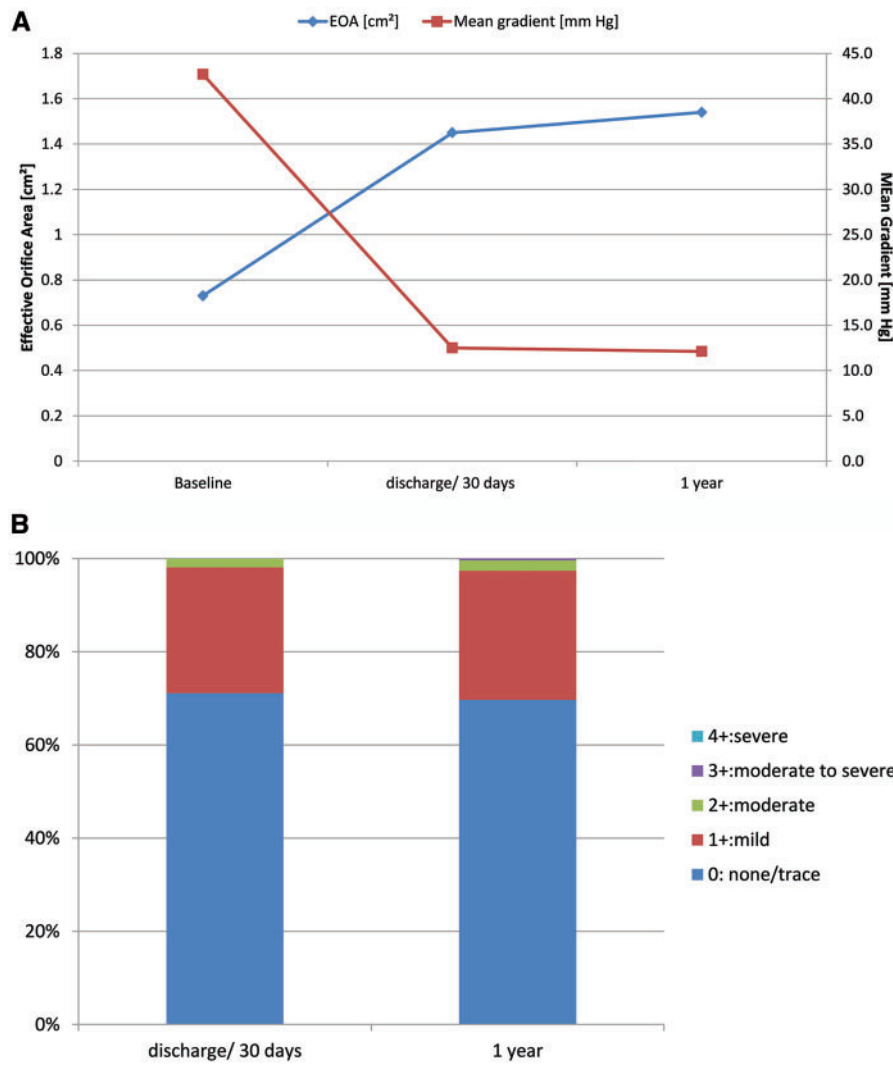 A
EOA [cm²] Mean gradient [mm Hg]
Effective Orifice Area [cm²]
1.8
1.6
1.4
1.2
1
0.8
0.6
0.4
0.2
0
45.0
40.0
35.0
30.0
25.0
20.0
15.0
10.0
5.0
0.0
MEan Gradient [mm Hg]
Baseline discharge/ 30 days 1 year
B
100%
80%
60%
40%
20%
0%
discharge/ 30 days 1 year
4+:severe
3+:moderate to severe
2+:moderate
1+:mild
0: none/trace